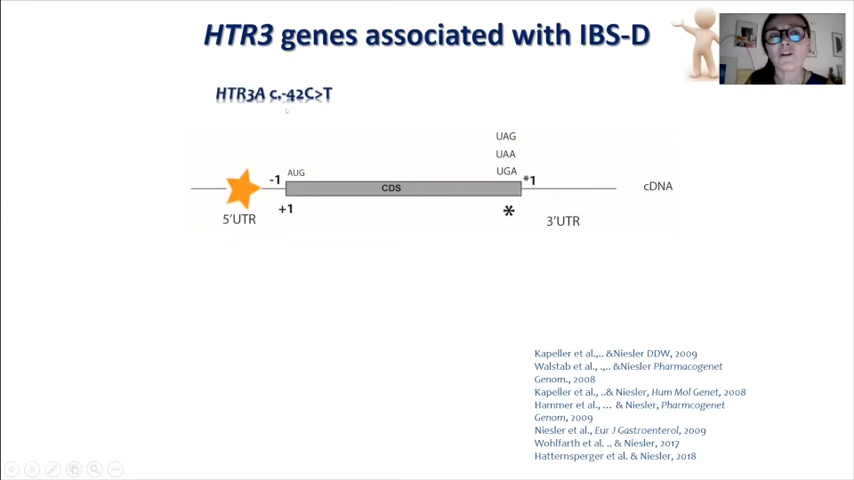 HTR3 genes associated with IBS-D
HTR3A c.-42C>T
UAG
UAA
UGA
-1
AUG
*1
CDS
cDNA
+1
*
5'UTR
3'UTR
Kapeller et al.,.. &Niesler DDW, 2009
Walstab et al., .,.. &Niesler Pharmacogenet
Genom., 2008
Kapeller et al., ..& Niesler, Hum Mol Genet, 2008
Hammer et al., ... & Niesler, Pharmcogenet
Genom, 2009
Niesler et al., Eur J Gastroenterol, 2009
Wohlfarth et al. .. & Niesler, 2017
Hatternsperger et al. & Niesler, 2018